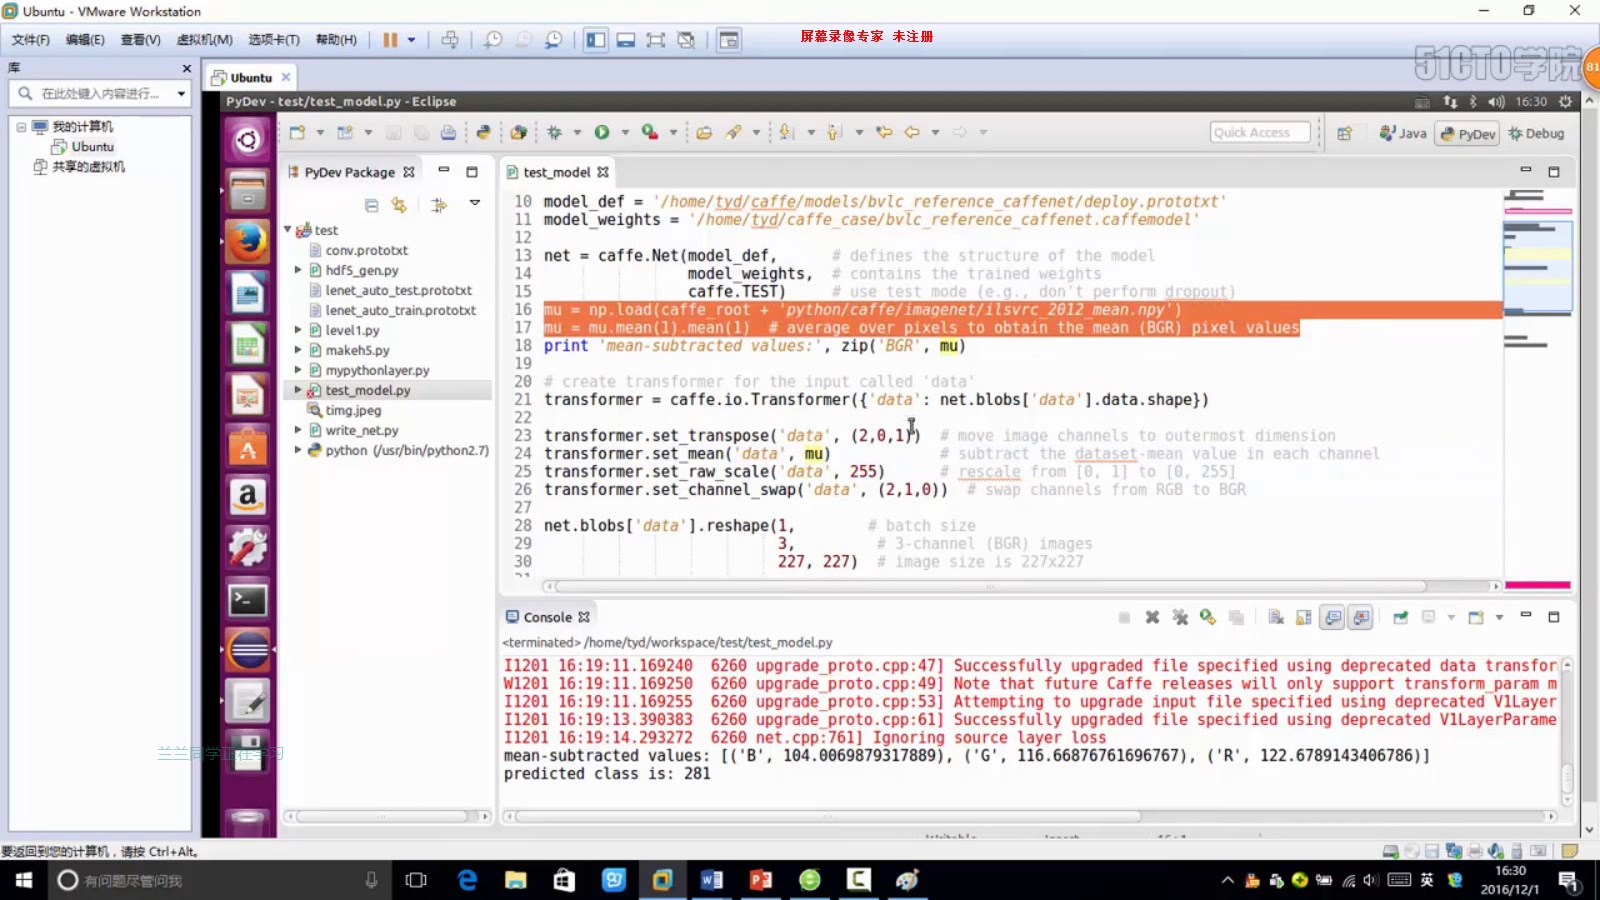 Ubuntu - VMware Workstation
文件(F) 编辑(E) 查看(V) 虚拟机(M) 选项卡(T) 帮助(H)
屏幕录像专家 未注册
51CTO学院
81
库
Ubuntu
在此处键入内容进行...
我的计算机
Ubuntu
共享的虚拟机
PyDev - test/test_model.py - Eclipse
16:30
Quick Access
Java
PyDev
Debug
PyDev Package
test
conv.prototxt
hdf5_gen.py
lenet_auto_test.prototxt
lenet_auto_train.prototxt
level1.py
makeh5.py
mypythonlayer.py
test_model.py
timg.jpeg
write_net.py
python (/usr/bin/python2.7)
test_model
10 model_def = '/home/tyd/caffe/models/bvlc_reference_caffenet/deploy.prototxt'
11 model_weights = '/home/tyd/caffe_case/bvlc_reference_caffenet.caffemodel'
12
13 net = caffe.Net(model_def,      # defines the structure of the model
14                 model_weights,  # contains the trained weights
15                 caffe.TEST)     # use test mode (e.g., don't perform dropout)
16 mu = np.load(caffe_root + 'python/caffe/imagenet/ilsvrc_2012_mean.npy')
17 mu = mu.mean(1).mean(1)  # average over pixels to obtain the mean (BGR) pixel values
18 print 'mean-subtracted values:', zip('BGR', mu)
19
20 # create transformer for the input called 'data'
21 transformer = caffe.io.Transformer({'data': net.blobs['data'].data.shape})
22
23 transformer.set_transpose('data', (2,0,1))  # move image channels to outermost dimension
24 transformer.set_mean('data', mu)            # subtract the dataset-mean value in each channel
25 transformer.set_raw_scale('data', 255)      # rescale from [0, 1] to [0, 255]
26 transformer.set_channel_swap('data', (2,1,0))  # swap channels from RGB to BGR
27
28 net.blobs['data'].reshape(1,        # batch size
29                           3,         # 3-channel (BGR) images
30                           227, 227)  # image size is 227x227
Console
<terminated> /home/tyd/workspace/test/test_model.py
I1201 16:19:11.169240  6260 upgrade_proto.cpp:47] Successfully upgraded file specified using deprecated data transfor
W1201 16:19:11.169250  6260 upgrade_proto.cpp:49] Note that future Caffe releases will only support transform_param m
I1201 16:19:11.169255  6260 upgrade_proto.cpp:53] Attempting to upgrade input file specified using deprecated V1Layer
I1201 16:19:13.390383  6260 upgrade_proto.cpp:61] Successfully upgraded file specified using deprecated V1LayerParame
I1201 16:19:14.293272  6260 net.cpp:761] Ignoring source layer loss
mean-subtracted values: [('B', 104.0069879317889), ('G', 116.66876761696767), ('R', 122.6789143406786)]
predicted class is: 281
兰兰同学正在学习
要返回到您的计算机，请按 Ctrl+Alt。
有问题尽管问我
英
16:30
2016/12/1
1